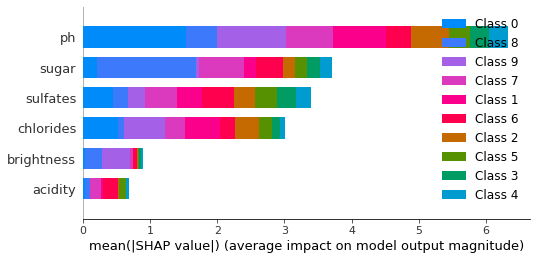 ph
sugar
sulfates
chlorides
brightness
acidity
Class 0
Class 8
Class 9
Class 7
Class 1
Class 6
Class 2
Class 5
Class 3
Class 4
0 1 2 3 4 5 6
mean(|SHAP value|) (average impact on model output magnitude)